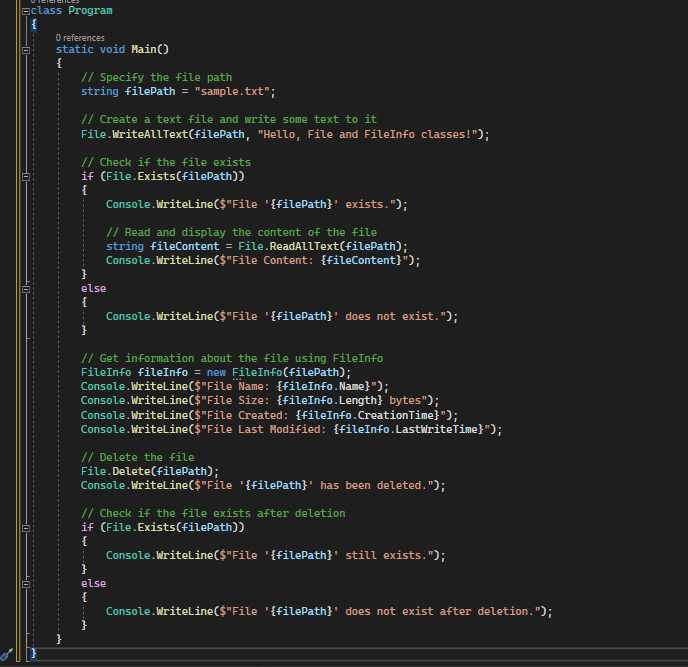 0 references
class Program
{
0 references
static void Main()
{
// Specify the file path
string filePath = "sample.txt";
// Create a text file and write some text to it
File.WriteAllText(filePath, "Hello, File and FileInfo classes!");
// Check if the file exists
if (File.Exists(filePath))
{
Console.WriteLine($"File '{filePath}' exists.");
// Read and display the content of the file
string fileContent = File.ReadAllText(filePath);
Console.WriteLine($"File Content: {fileContent}");
}
else
{
Console.WriteLine($"File '{filePath}' does not exist.");
}
// Get information about the file using FileInfo
FileInfo fileInfo = new FileInfo(filePath);
Console.WriteLine($"File Name: {fileInfo.Name}");
Console.WriteLine($"File Size: {fileInfo.Length} bytes");
Console.WriteLine($"File Created: {fileInfo.CreationTime}");
Console.WriteLine($"File Last Modified: {fileInfo.LastWriteTime}");
// Delete the file
File.Delete(filePath);
Console.WriteLine($"File '{filePath}' has been deleted.");
// Check if the file exists after deletion
if (File.Exists(filePath))
{
Console.WriteLine($"File '{filePath}' still exists.");
}
else
{
Console.WriteLine($"File '{filePath}' does not exist after deletion.");
}
}
}